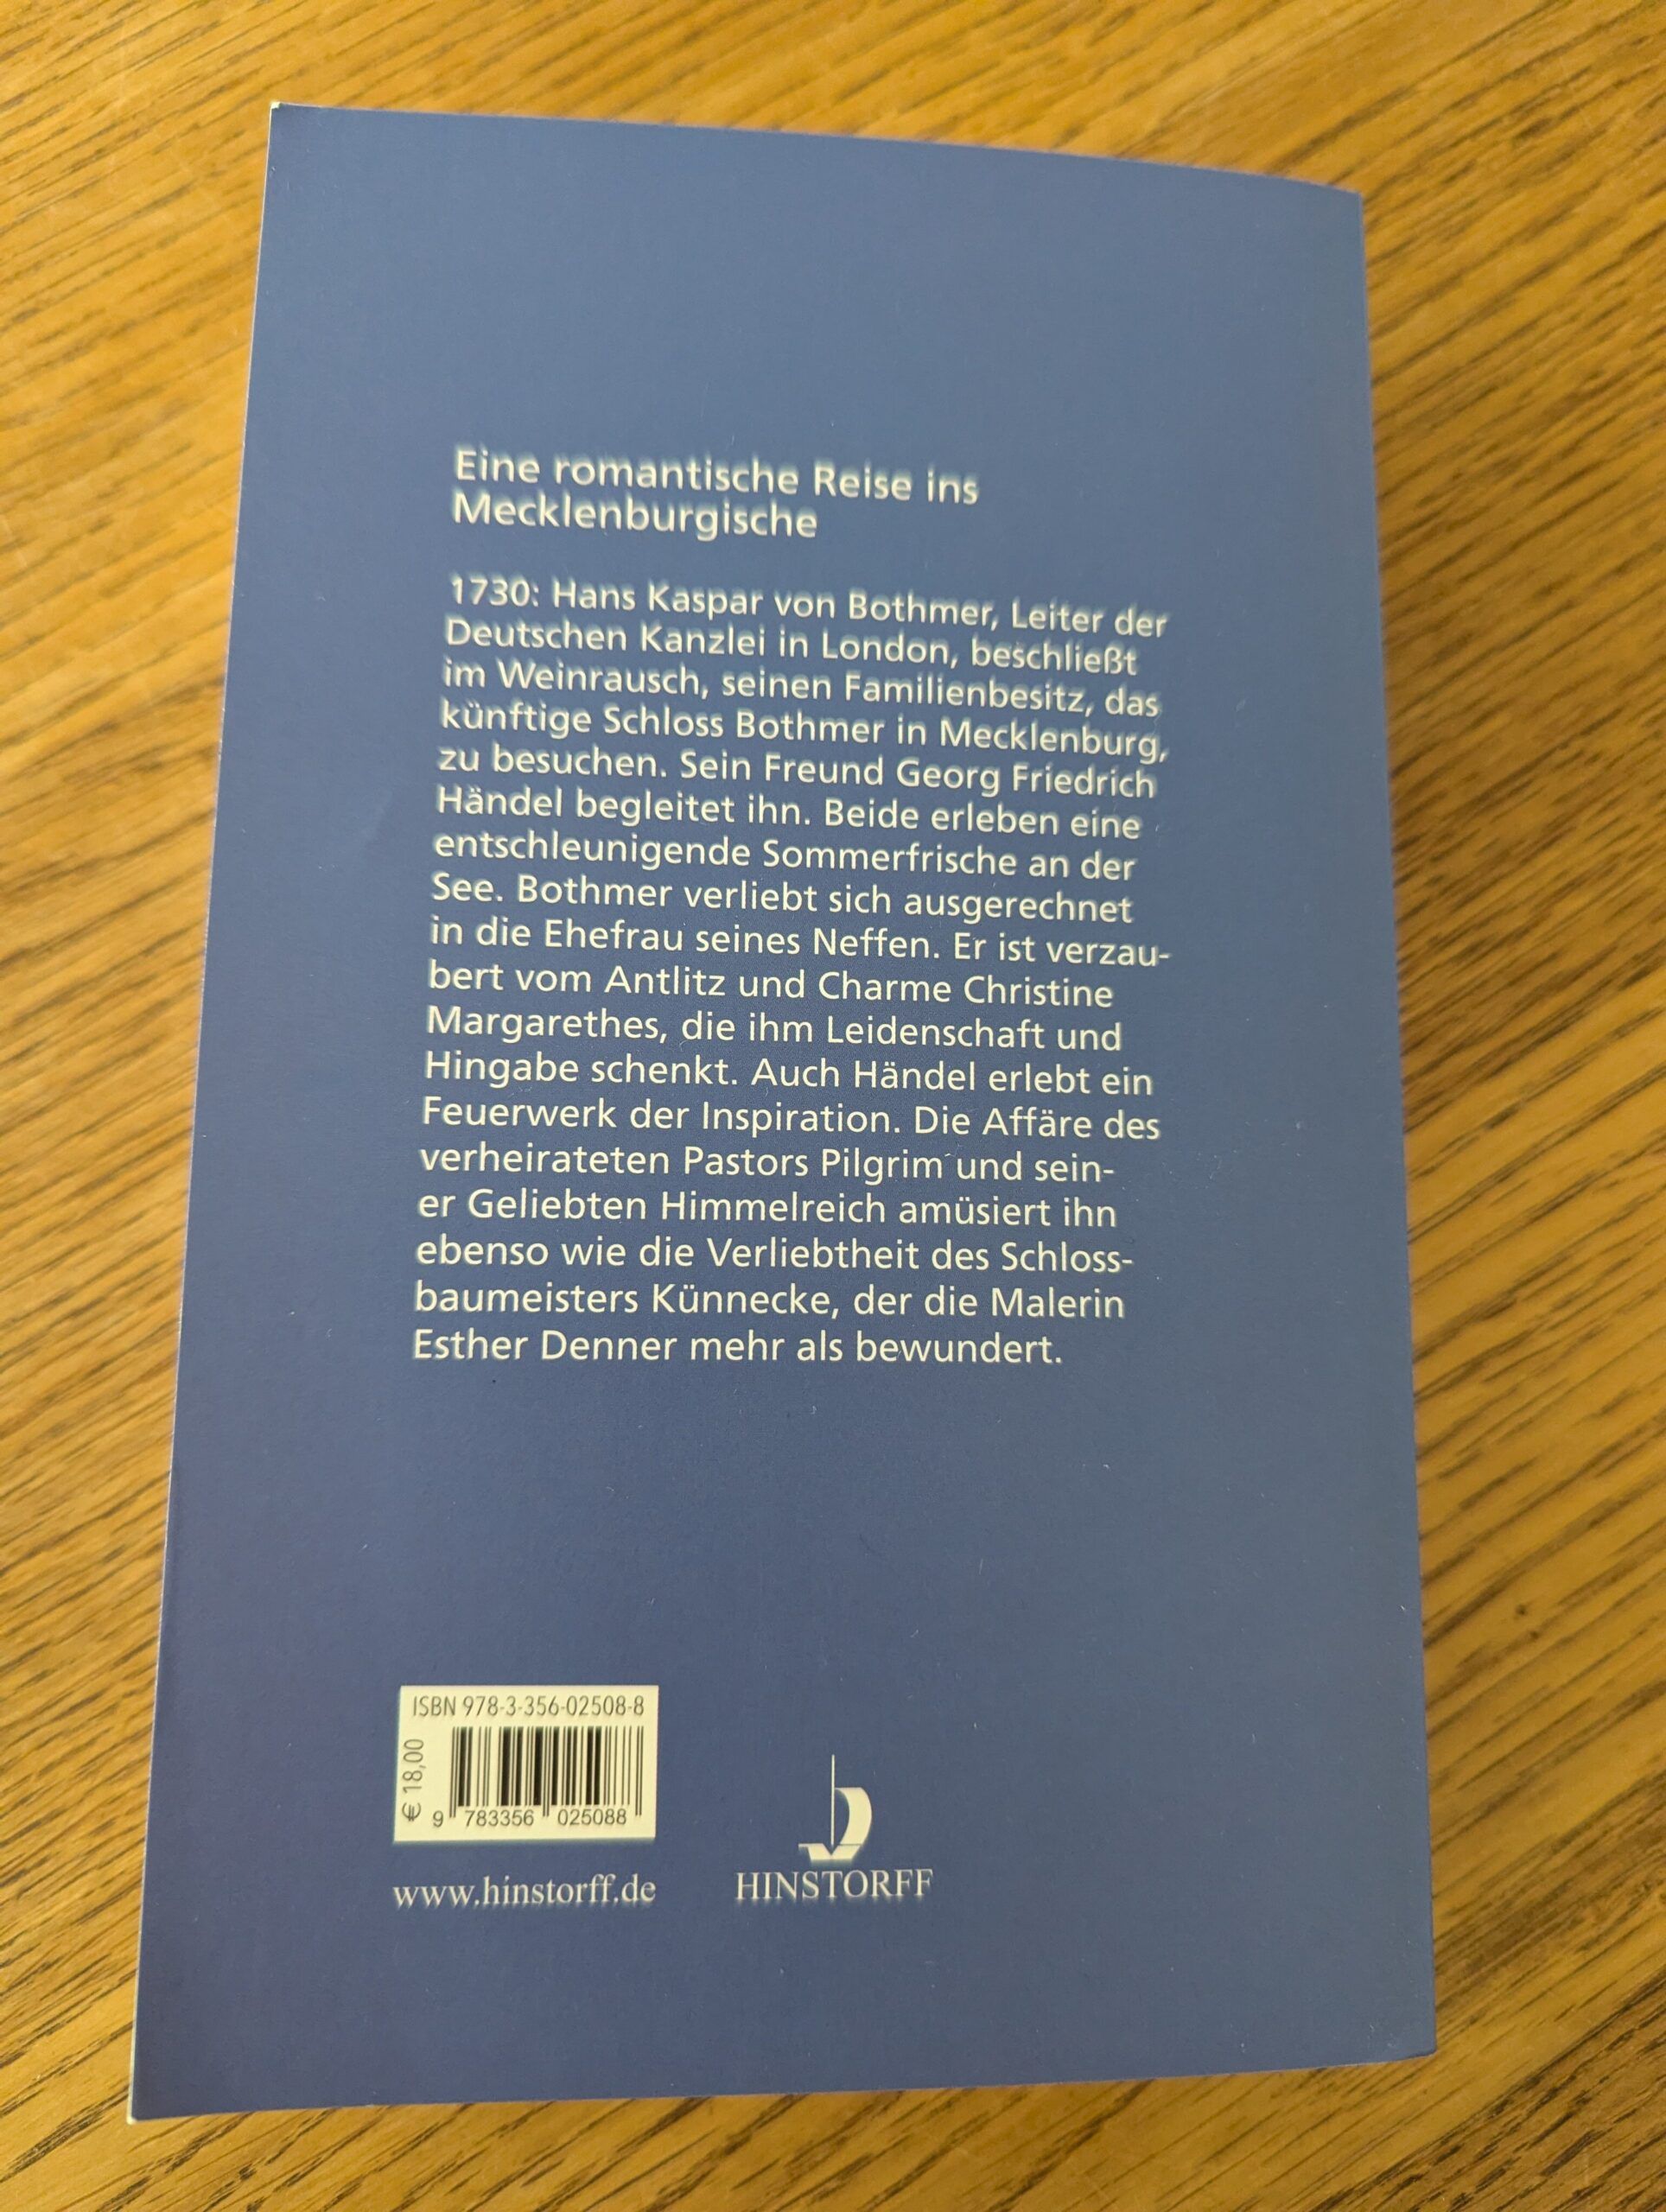 Eine romantische Reise ins
Mecklenburgische
1730: Hans Kaspar von Bothmer, Leiter der
Deutschen Kanzlei in London, beschließt
im Weinrausch, seinen Familienbesitz, das
künftige Schloss Bothmer in Mecklenburg,
zu besuchen. Sein Freund Georg Friedrich
Händel begleitet ihn. Beide erleben eine
entschleunigende Sommerfrische an der
See. Bothmer verliebt sich ausgerechnet
in die Ehefrau seines Neffen. Er ist verzau-
bert vom Antlitz und Charme Christine
Margarethes, die ihm Leidenschaft und
Hingabe schenkt. Auch Händel erlebt ein
Feuerwerk der Inspiration. Die Affäre des
verheirateten Pastors Pilgrim und sein-
er Geliebten Himmelreich amüsiert ihn
ebenso wie die Verliebtheit des Schloss-
baumeisters Künnecke, der die Malerin
Esther Denner mehr als bewundert.
ISBN 978-3-356-02508-8
€ 18,00
9 783356 025088
www.hinstorff.de
HINSTORFF